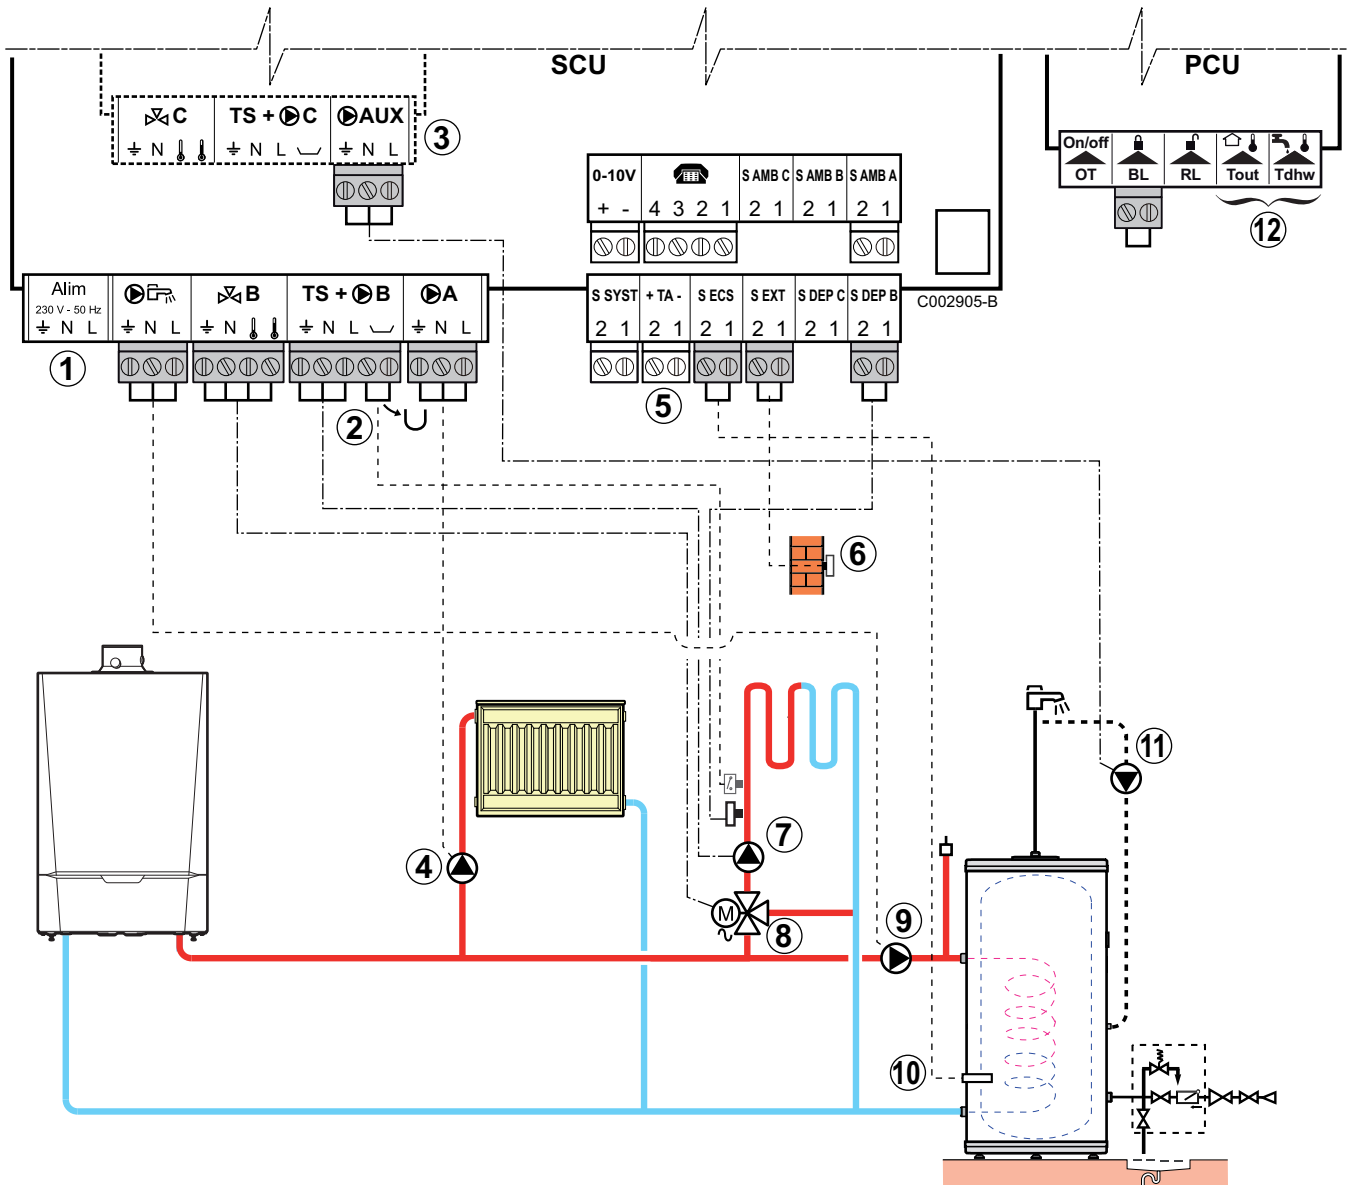 SCU
PCU
C
TS + C
AUX
N
N L
N L
3
0-10V
S AMB C
S AMB B
S AMB A
+ -
4 3 2 1
2 1
2 1
2 1
On/off
OT
BL
RL
Tout
Tdhw
12
Alim
230 V - 50 Hz
N L
N L
B
N
TS + B
N L
A
N L
S SYST
+ TA -
S ECS
S EXT
S DEP C
S DEP B
2 1
2 1
2 1
2 1
2 1
2 1
C002905-B
1
2
5
6
11
4
7
M
8
9
10